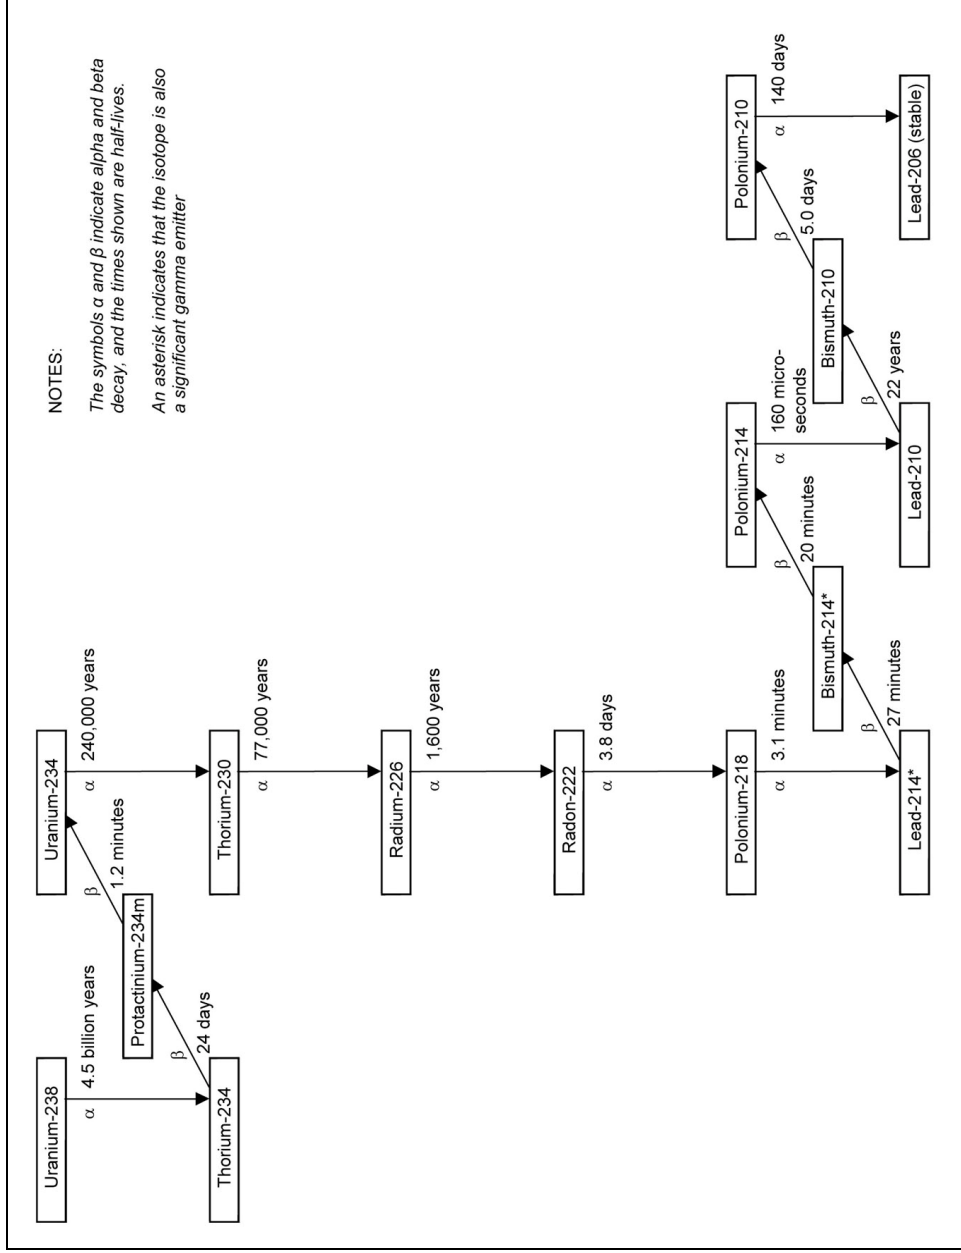 NOTES:
The symbols α and β indicate alpha and beta
decay, and the times shown are half-lives.
An asterisk indicates that the isotope is also
a significant gamma emitter
Uranium-238
α 4.5 billion years
Thorium-234
β 24 days
Protactinium-234m
β 1.2 minutes
Uranium-234
α 240,000 years
Thorium-230
α 77,000 years
Radium-226
α 1,600 years
Radon-222
α 3.8 days
Polonium-218
α 3.1 minutes
Lead-214*
β 27 minutes
Bismuth-214*
β 20 minutes
Polonium-214
α 160 micro-
seconds
Lead-210
β 22 years
Bismuth-210
β 5.0 days
Polonium-210
α 140 days
Lead-206 (stable)